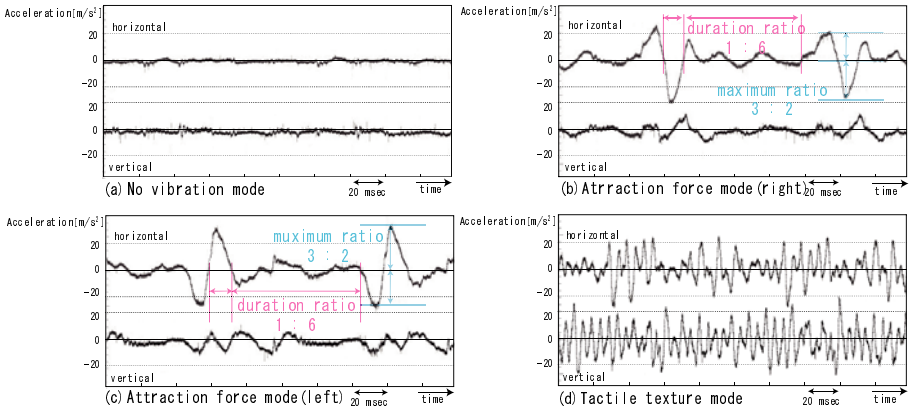 Acceleration[m/s²]
horizontal
20
0
−20
20
0
−20
vertical
20 msec
time
(a) No vibration mode
Acceleration[m/s²]
horizontal
20
0
−20
20
0
−20
vertical
duration ratio
1 : 6
maximum ratio
3 : 2
20 msec
time
(b) Atrraction force mode(right)
Acceleration[m/s²]
horizontal
20
0
−20
20
0
−20
vertical
muximum ratio
3 : 2
duration ratio
1 : 6
20 msec
time
(c) Attraction force mode(left)
Acceleration[m/s²]
horizontal
20
0
−20
20
0
−20
vertical
20 msec
time
(d) Tactile texture mode